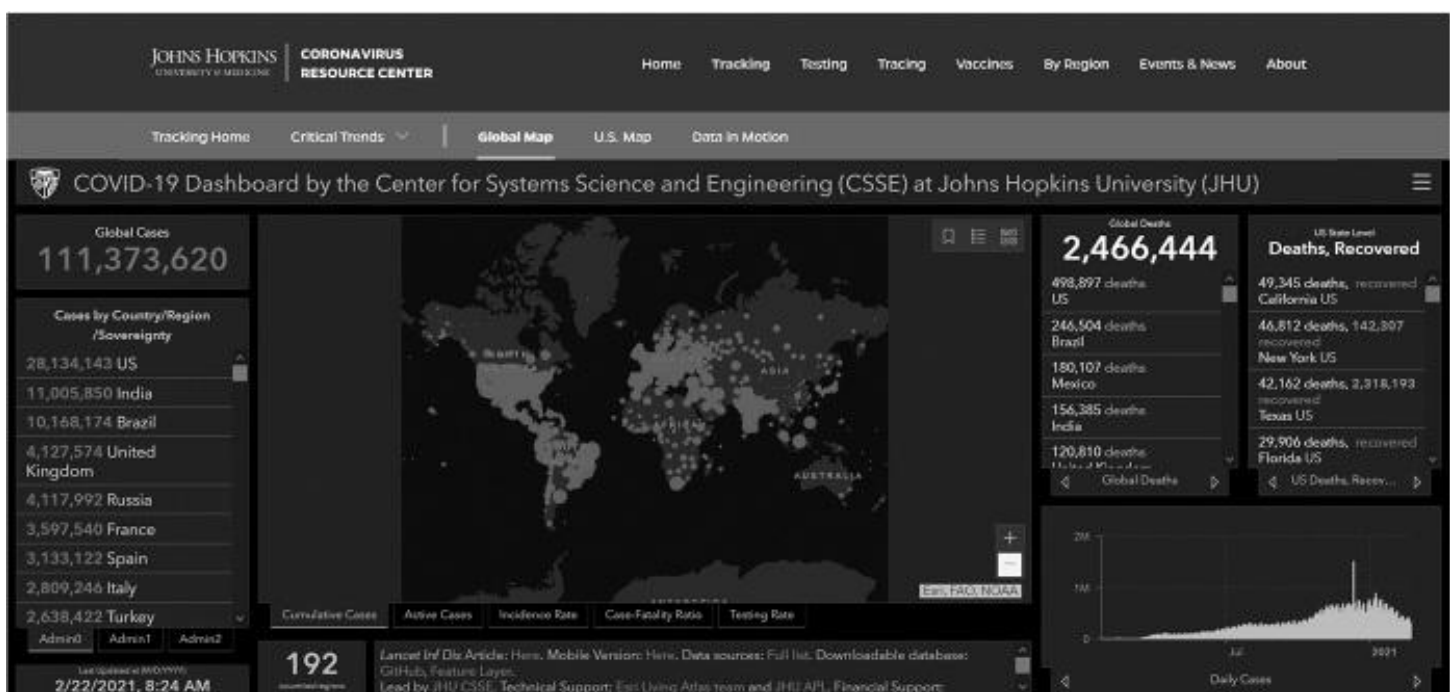 JOHNS HOPKINS
UNIVERSITY & MEDICINE
CORONAVIRUS
RESOURCE CENTER
Home Tracking Testing Tracing Vaccines By Region Events & News About
Tracking Home Critical Trends Global Map U.S. Map Data in Motion
COVID-19 Dashboard by the Center for Systems Science and Engineering (CSSE) at Johns Hopkins University (JHU)
Global Cases
111,373,620
Cases by Country/Region
/Sovereignty
28,134,143 US
11,005,850 India
10,168,174 Brazil
4,127,574 United
Kingdom
4,117,992 Russia
3,597,540 France
3,133,122 Spain
2,809,246 Italy
2,638,422 Turkey
Admin0 Admin1 Admin2
Last Updated at (M/D/YYYY)
2/22/2021, 8:24 AM
ASIA
AFRICA
AUSTRALIA
+
Esri, FAO, NOAA
Cumulative Cases Active Cases Incidence Rate Case-Fatality Ratio Testing Rate
192
Lancet Inf Dis Article: Here. Mobile Version: Here. Data sources: Full list. Downloadable database:
GitHub, Feature Layer.
Lead by JHU CSSE. Technical Support: Esri Living Atlas team and JHU APL. Financial Support:
Global Deaths
2,466,444
498,897 deaths
US
246,504 deaths
Brazil
180,107 deaths
Mexico
156,385 deaths
India
120,810 deaths
United Kingdom
Global Deaths
US State Level
Deaths, Recovered
49,345 deaths, recovered
California US
46,812 deaths, 142,307
recovered
New York US
42,162 deaths, 2,318,193
recovered
Texas US
29,906 deaths, recovered
Florida US
US Deaths, Recov...
2M
1M
0
Jul 2021
Daily Cases